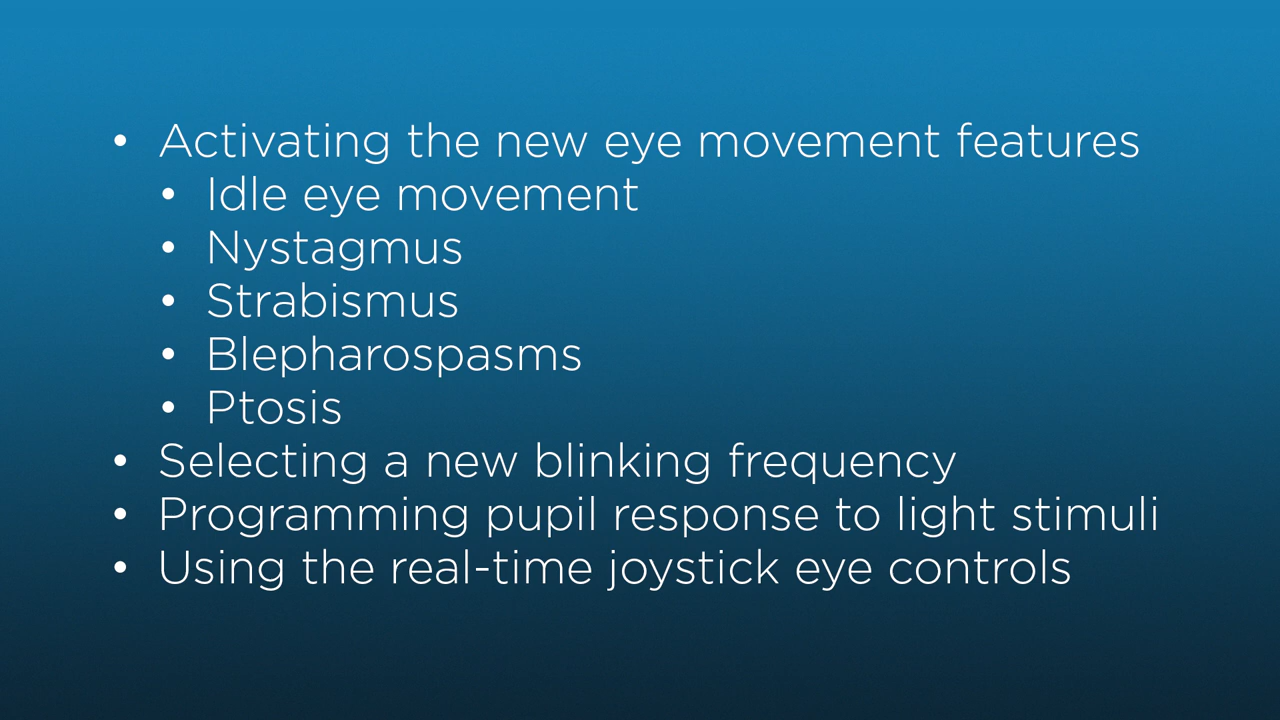 • Activating the new eye movement features
• Idle eye movement
• Nystagmus
• Strabismus
• Blepharospasms
• Ptosis
• Selecting a new blinking frequency
• Programming pupil response to light stimuli
• Using the real-time joystick eye controls